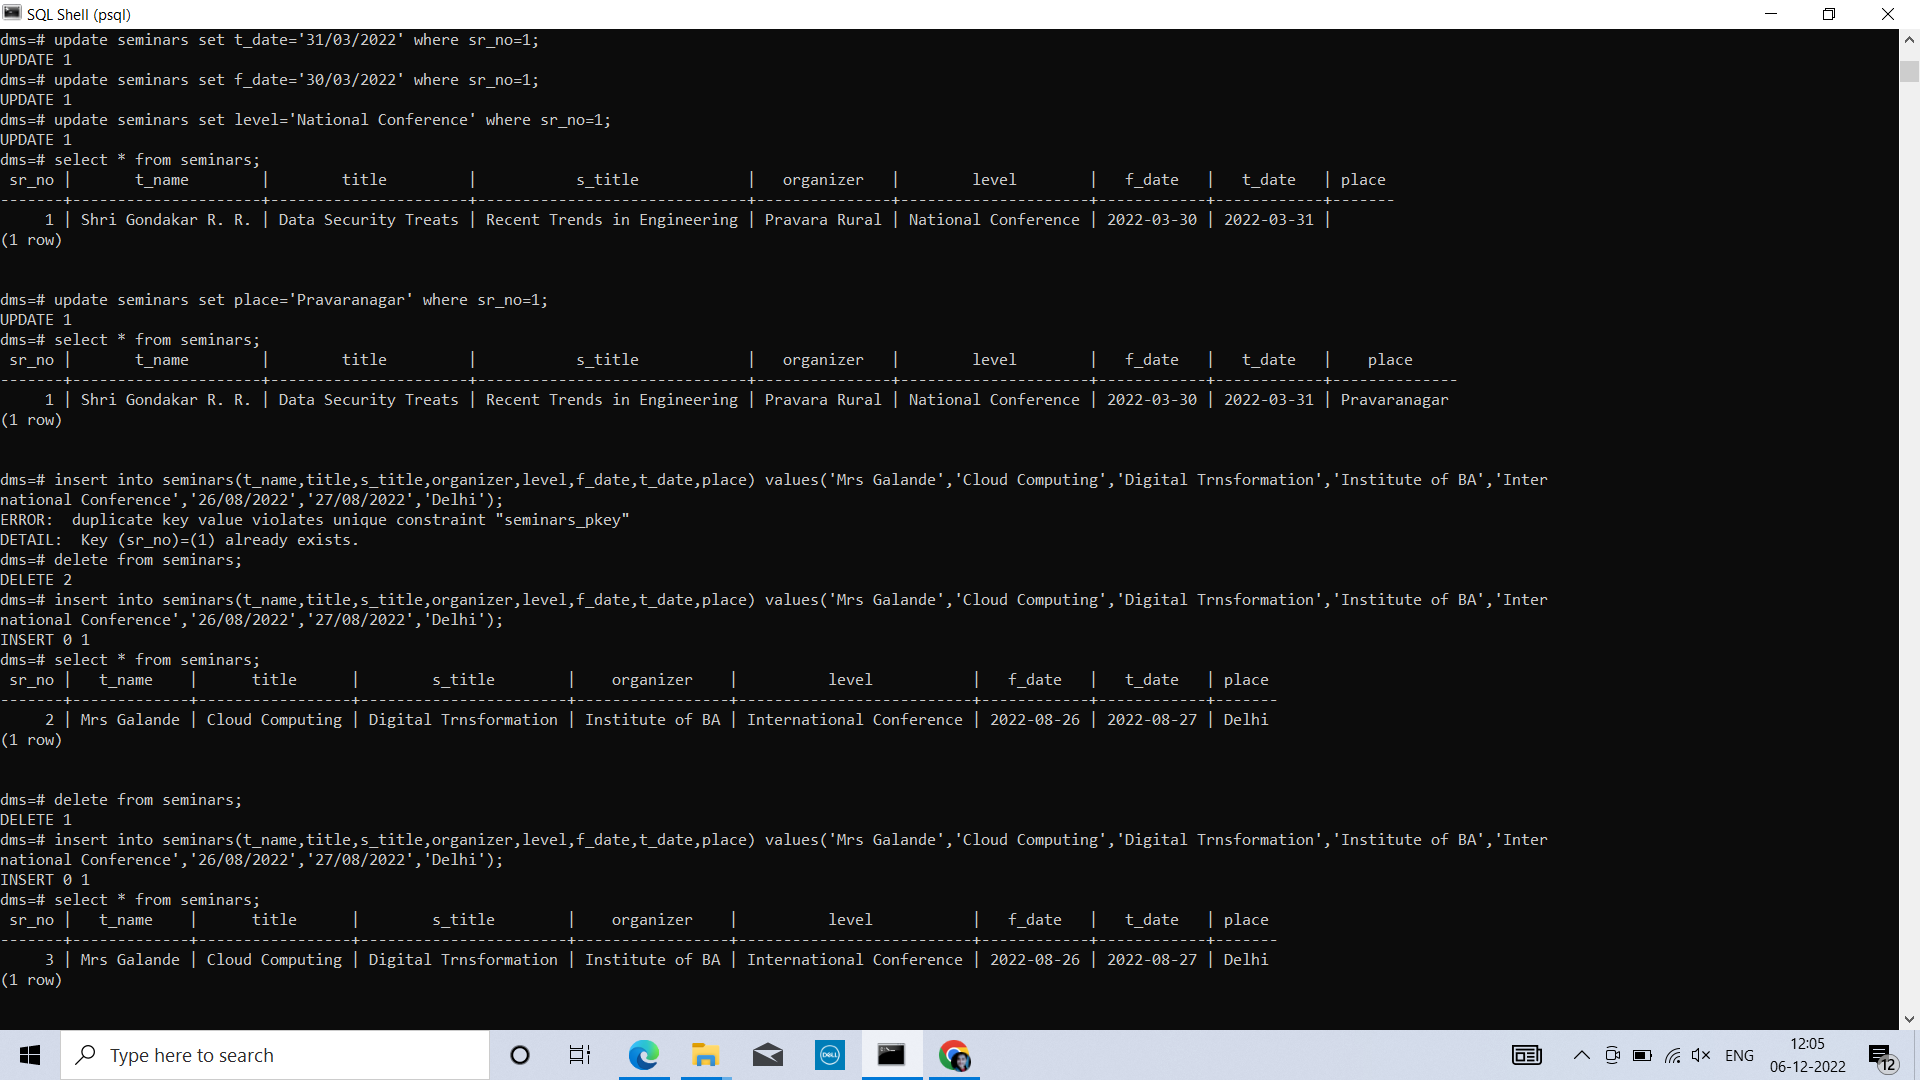 SQL Shell (psql)
dms=# update seminars set t_date='31/03/2022' where sr_no=1;
UPDATE 1
dms=# update seminars set f_date='30/03/2022' where sr_no=1;
UPDATE 1
dms=# update seminars set level='National Conference' where sr_no=1;
UPDATE 1
dms=# select * from seminars;
 sr_no |       t_name        |        title         |           s_title            |   organizer   |        level        |   f_date   |   t_date   | place
-------+---------------------+----------------------+------------------------------+---------------+---------------------+------------+------------+-------
     1 | Shri Gondakar R. R. | Data Security Treats | Recent Trends in Engineering | Pravara Rural | National Conference | 2022-03-30 | 2022-03-31 |
(1 row)
dms=# update seminars set place='Pravaranagar' where sr_no=1;
UPDATE 1
dms=# select * from seminars;
 sr_no |       t_name        |        title         |           s_title            |   organizer   |        level        |   f_date   |   t_date   |    place
-------+---------------------+----------------------+------------------------------+---------------+---------------------+------------+------------+--------------
     1 | Shri Gondakar R. R. | Data Security Treats | Recent Trends in Engineering | Pravara Rural | National Conference | 2022-03-30 | 2022-03-31 | Pravaranagar
(1 row)
dms=# insert into seminars(t_name,title,s_title,organizer,level,f_date,t_date,place) values('Mrs Galande','Cloud Computing','Digital Trnsformation','Institute of BA','Inter
national Conference','26/08/2022','27/08/2022','Delhi');
ERROR:  duplicate key value violates unique constraint "seminars_pkey"
DETAIL:  Key (sr_no)=(1) already exists.
dms=# delete from seminars;
DELETE 2
dms=# insert into seminars(t_name,title,s_title,organizer,level,f_date,t_date,place) values('Mrs Galande','Cloud Computing','Digital Trnsformation','Institute of BA','Inter
national Conference','26/08/2022','27/08/2022','Delhi');
INSERT 0 1
dms=# select * from seminars;
 sr_no |   t_name    |      title      |        s_title        |    organizer    |          level           |   f_date   |   t_date   | place
-------+-------------+-----------------+-----------------------+-----------------+--------------------------+------------+------------+-------
     2 | Mrs Galande | Cloud Computing | Digital Trnsformation | Institute of BA | International Conference | 2022-08-26 | 2022-08-27 | Delhi
(1 row)
dms=# delete from seminars;
DELETE 1
dms=# insert into seminars(t_name,title,s_title,organizer,level,f_date,t_date,place) values('Mrs Galande','Cloud Computing','Digital Trnsformation','Institute of BA','Inter
national Conference','26/08/2022','27/08/2022','Delhi');
INSERT 0 1
dms=# select * from seminars;
 sr_no |   t_name    |      title      |        s_title        |    organizer    |          level           |   f_date   |   t_date   | place
-------+-------------+-----------------+-----------------------+-----------------+--------------------------+------------+------------+-------
     3 | Mrs Galande | Cloud Computing | Digital Trnsformation | Institute of BA | International Conference | 2022-08-26 | 2022-08-27 | Delhi
(1 row)
Type here to search
DELL
ENG
12:05
06-12-2022
12